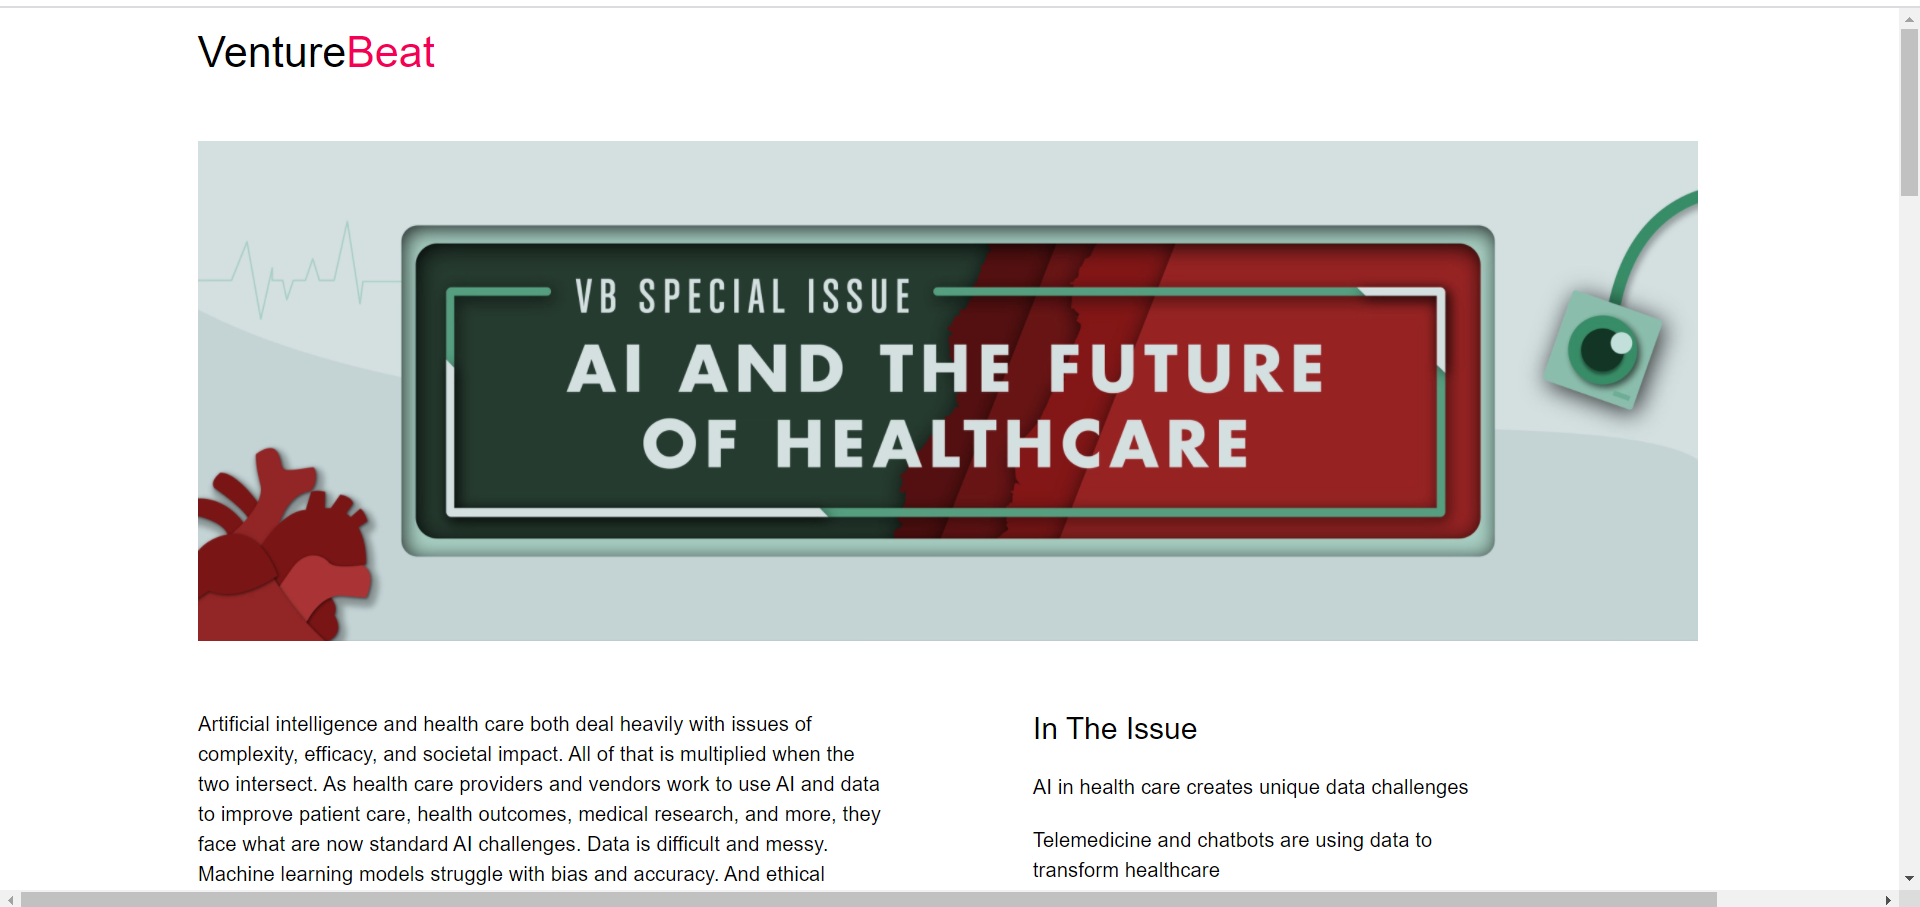 VentureBeat
VB SPECIAL ISSUE
AI AND THE FUTURE
OF HEALTHCARE
Artificial intelligence and health care both deal heavily with issues of
complexity, efficacy, and societal impact. All of that is multiplied when the
two intersect. As health care providers and vendors work to use AI and data
to improve patient care, health outcomes, medical research, and more, they
face what are now standard AI challenges. Data is difficult and messy.
Machine learning models struggle with bias and accuracy. And ethical
In The Issue
AI in health care creates unique data challenges
Telemedicine and chatbots are using data to
transform healthcare